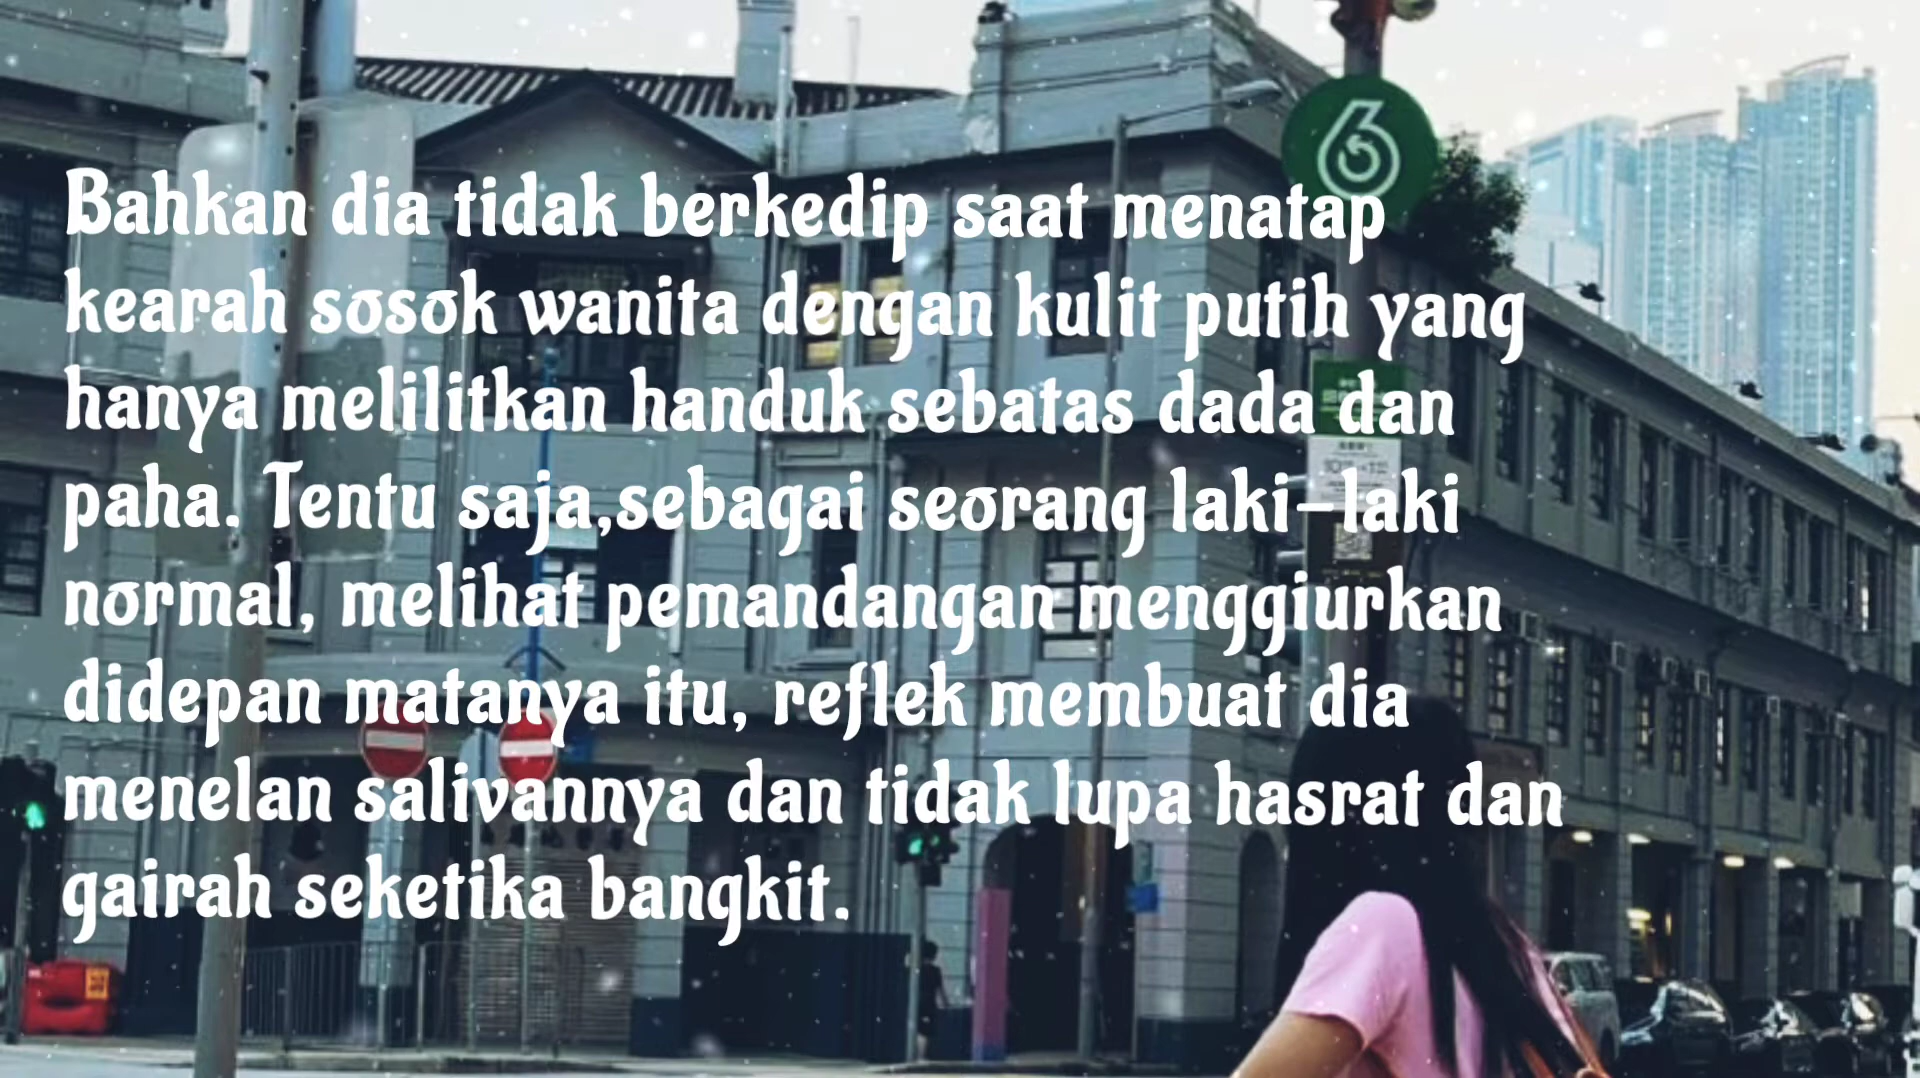 6
Bahkan dia tidak berkedip saat menatap
kearah sosok wanita dengan kulit putih yang
hanya melilitkan handuk sebatas dada dan
paha. Tentu saja,sebagai seorang laki-laki
normal, melihat pemandangan menggiurkan
didepan matanya itu, reflek membuat dia
menelan salivannya dan tidak lupa hasrat dan
gairah seketika bangkit.